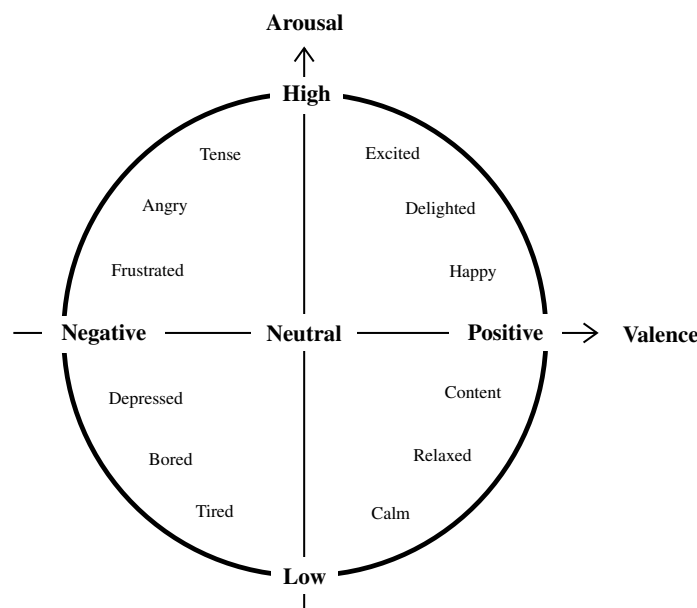 Arousal
High
Tense
Excited
Angry
Delighted
Frustrated
Happy
Negative
Neutral
Positive
Valence
Depressed
Content
Bored
Relaxed
Tired
Calm
Low